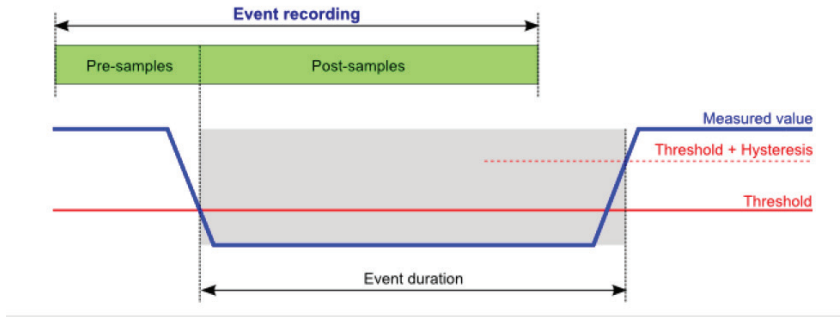 Event recording
Pre-samples
Post-samples
Measured value
Threshold + Hysteresis
Threshold
Event duration